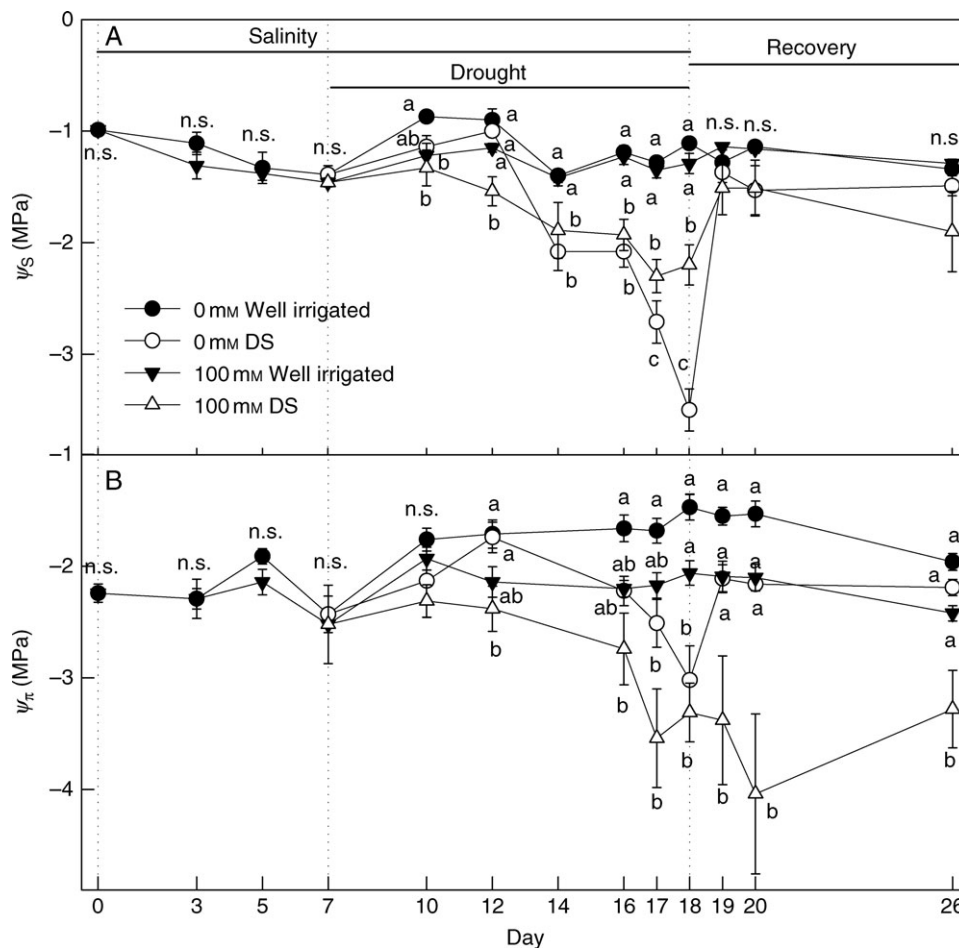 0
A
Salinity
Recovery
Drought
a a
n.s. n.s. n.s. n.s. n.s. n.s.
−1
n.s. n.s. ab a a a a
b a a a a
b b b b b a
−2
b b
ψS (MPa)
0 mM Well irrigated
0 mM DS
100 mM Well irrigated
100 mM DS
−3
c c
−1
B
n.s. n.s. a a a a a a
n.s. n.s. n.s. a a
−2
a ab ab a a a a
ab ab a a a
b b b
−3
b
ψπ (MPa)
b b b b b b
−4
0 3 5 7 10 12 14 16 17 18 19 20 26
Day